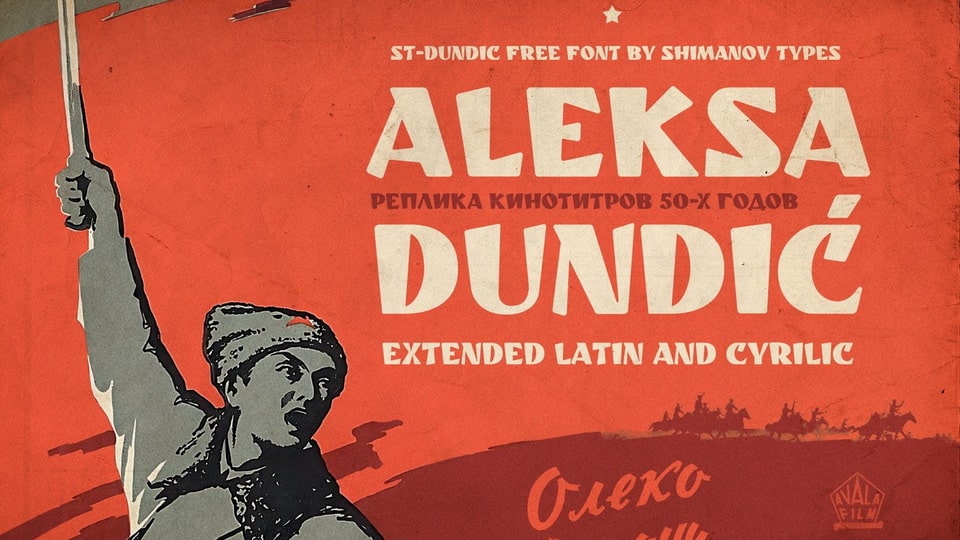 ST-DUNDIC FREE FONT BY SHIMANOV TYPES
ALEKSA
РЕПЛИКА КИНОТИТРОВ 50-Х ГОДОВ
DUNDIĆ
EXTENDED LATIN AND CYRILIC
Олеко
AVALA
FILM